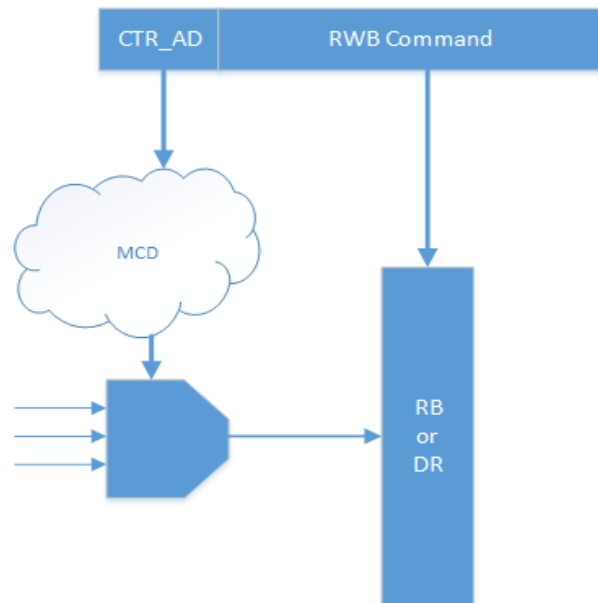 CTR_AD
RWB Command
MCD
RB
or
DR